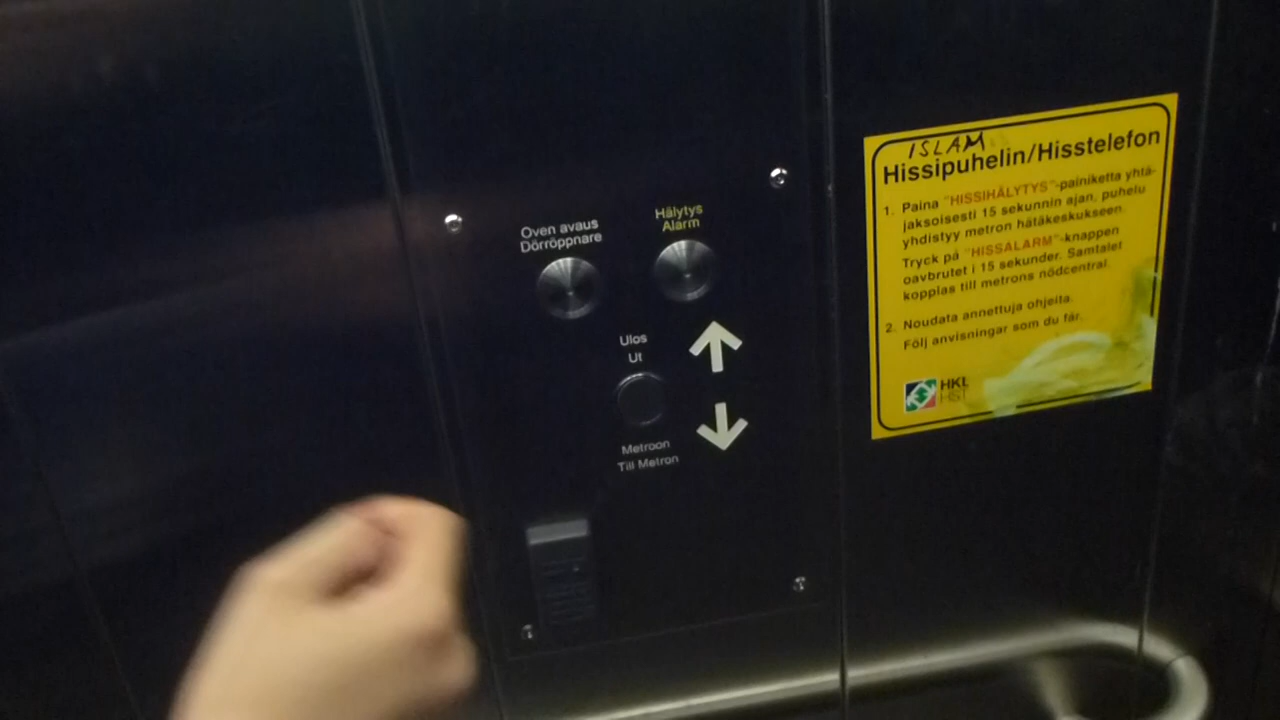 Oven avaus
Dörröppnare
Hälytys
Alarm
Ulos
Ut
Metroon
Till Metron
ISLAM
Hissipuhelin/Hisstelefon
1. Paina "HISSIHÄLYTYS"-painiketta yhtä-
jaksoisesti 15 sekunnin ajan, puhelu
yhdistyy metron hätäkeskukseen.
Tryck på "HISSALARM"-knappen
oavbrutet i 15 sekunder. Samtalet
kopplas till metrons nödcentral.
2. Noudata annettuja ohjeita.
Följ anvisningar som du får.
HKL
HST